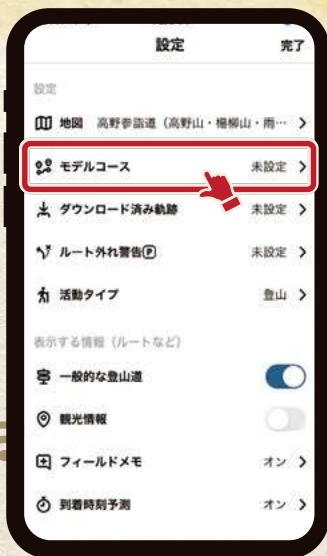 設定
完了
設定
地図 高野参詣道（高野山・楊柳山・雨…
モデルコース 未設定
ダウンロード済み軌跡 未設定
ルート外れ警告Ⓟ 未設定
活動タイプ 登山
表示する情報（ルートなど）
一般的な登山道
観光情報
フィールドメモ オン
到着時刻予測 オン